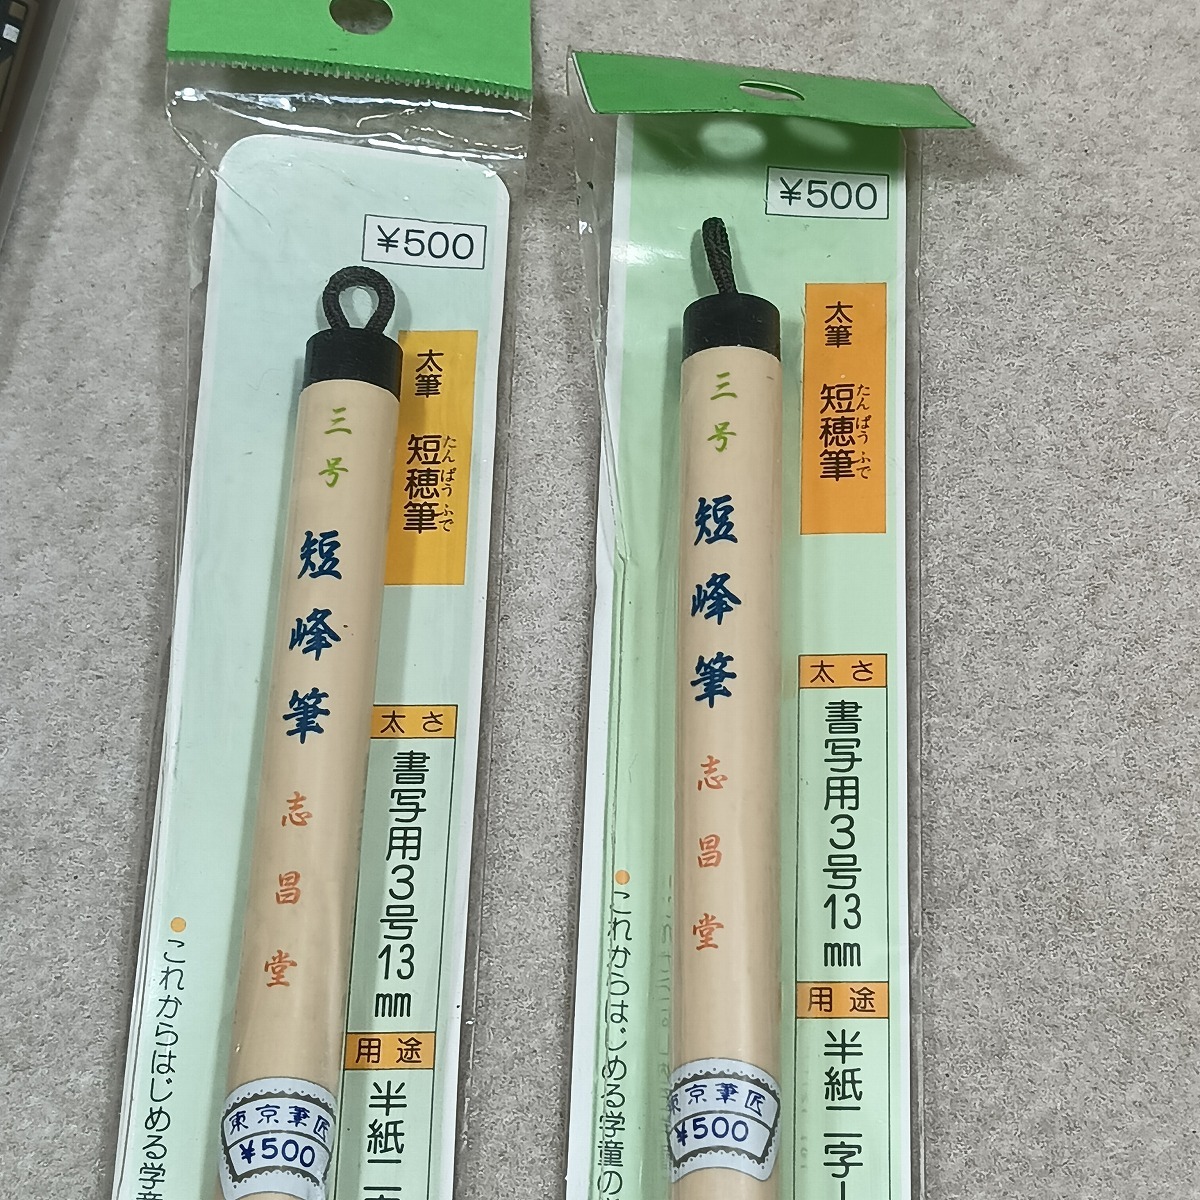 ¥500
太筆 短穂筆
たん ぱう ふで
三号 短峰筆 志昌堂
太さ
書写用3号13mm
用途
半紙二
これからはじめる学童
東京筆匠
¥500
¥500
太筆 短穂筆
たん ぱう ふで
三号 短峰筆 志昌堂
太さ
書写用3号13mm
用途
半紙二字
これからはじめる学童の
東京筆匠
¥500